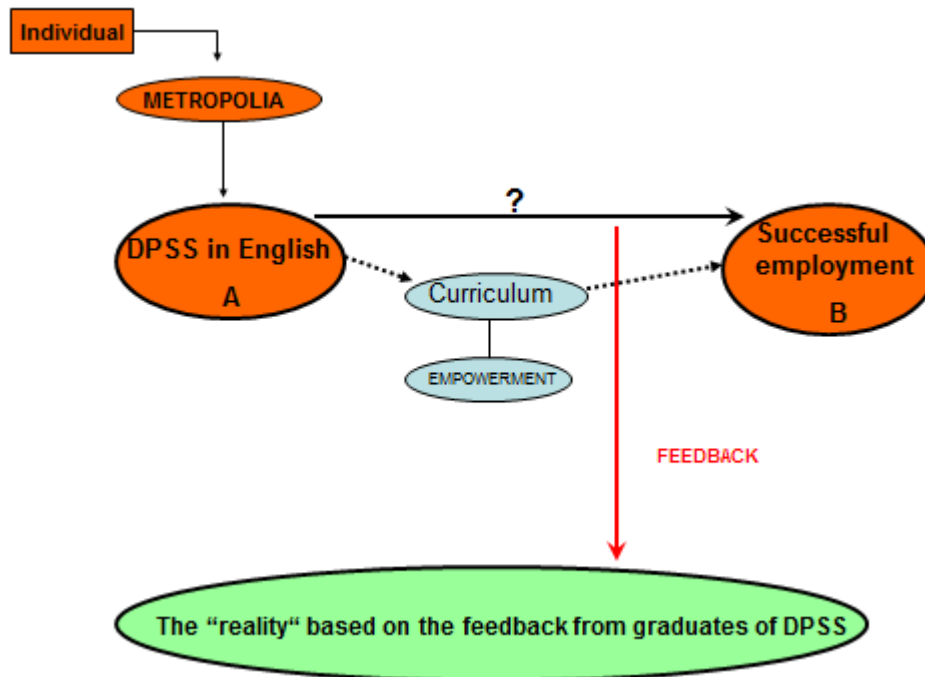 Individual
METROPOLIA
?
DPSS in English
A
Successful
employment
B
Curriculum
EMPOWERMENT
FEEDBACK
The “reality“ based on the feedback from graduates of DPSS